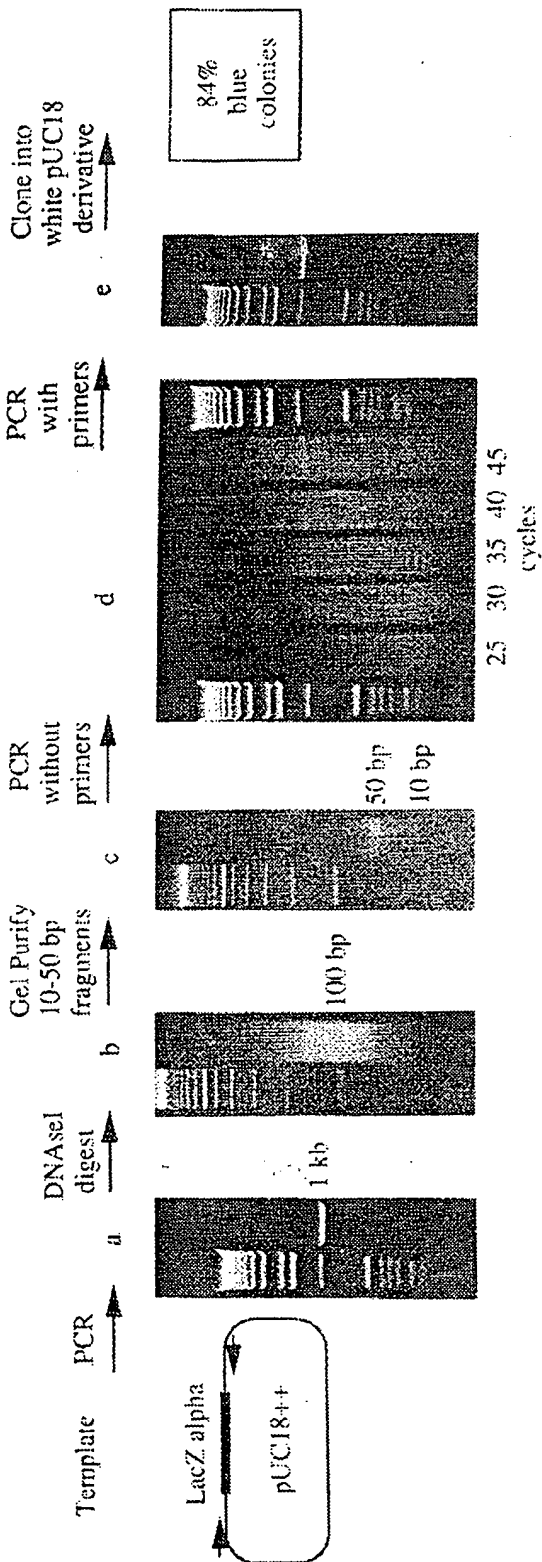 Template
PCR
DNAseI
digest
Gel Purify
10-50 bp
fragments
PCR
without
primers
PCR
with
primers
Clone into
white pUC18
derivative
a
b
c
d
e
LacZ alpha
pUC18++
1 kb
100 bp
50 bp
10 bp
25 30 35 40 45
cycles
84%
blue
colonies